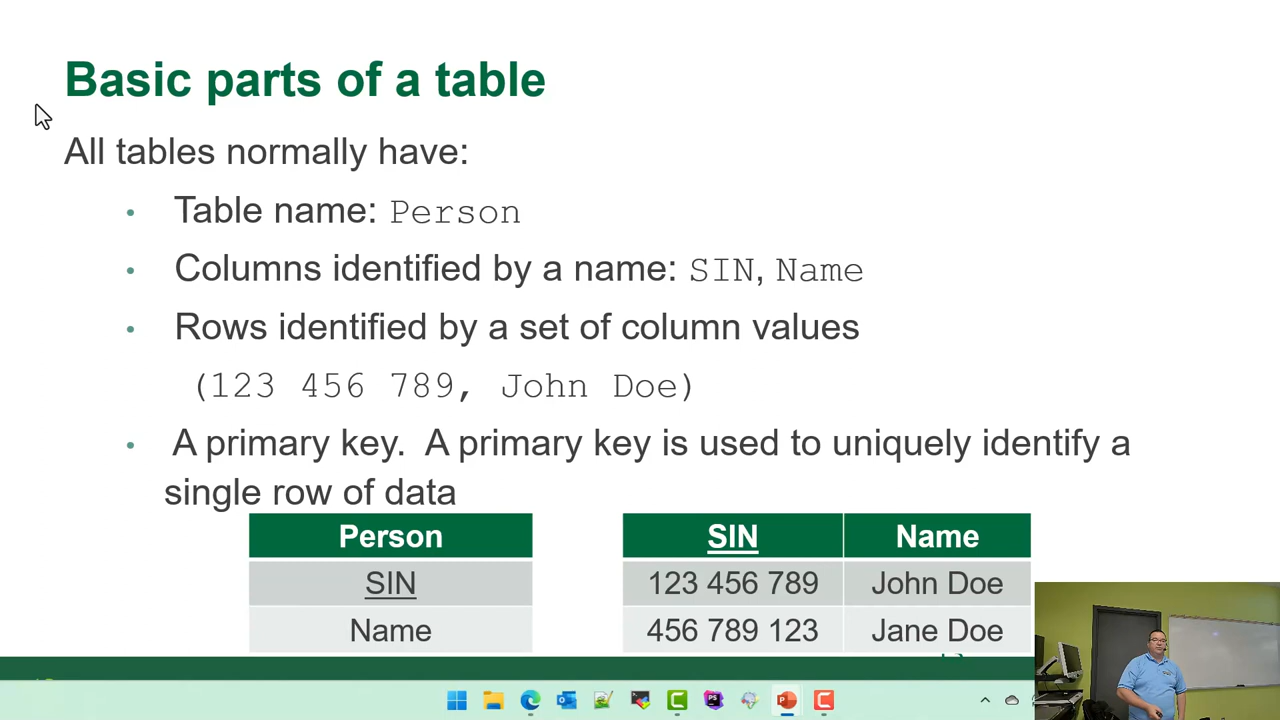 Basic parts of a table
All tables normally have:
• Table name: Person
• Columns identified by a name: SIN, Name
• Rows identified by a set of column values
(123 456 789, John Doe)
• A primary key. A primary key is used to uniquely identify a
single row of data
Person
SIN
Name
SIN Name
123 456 789 John Doe
456 789 123 Jane Doe